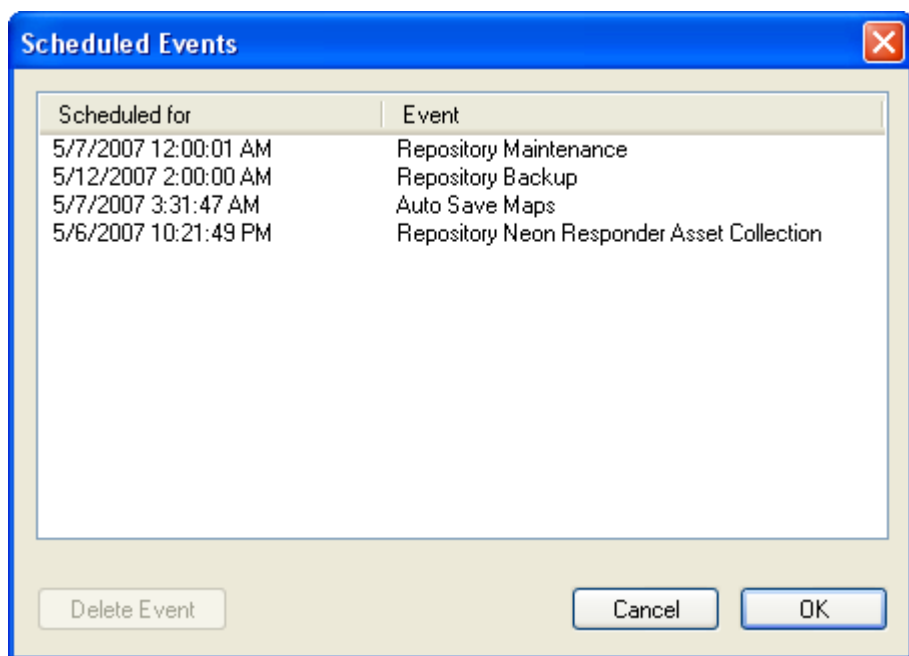 Scheduled Events
Scheduled for Event
5/7/2007 12:00:01 AM Repository Maintenance
5/12/2007 2:00:00 AM Repository Backup
5/7/2007 3:31:47 AM Auto Save Maps
5/6/2007 10:21:49 PM Repository Neon Responder Asset Collection
Delete Event Cancel OK